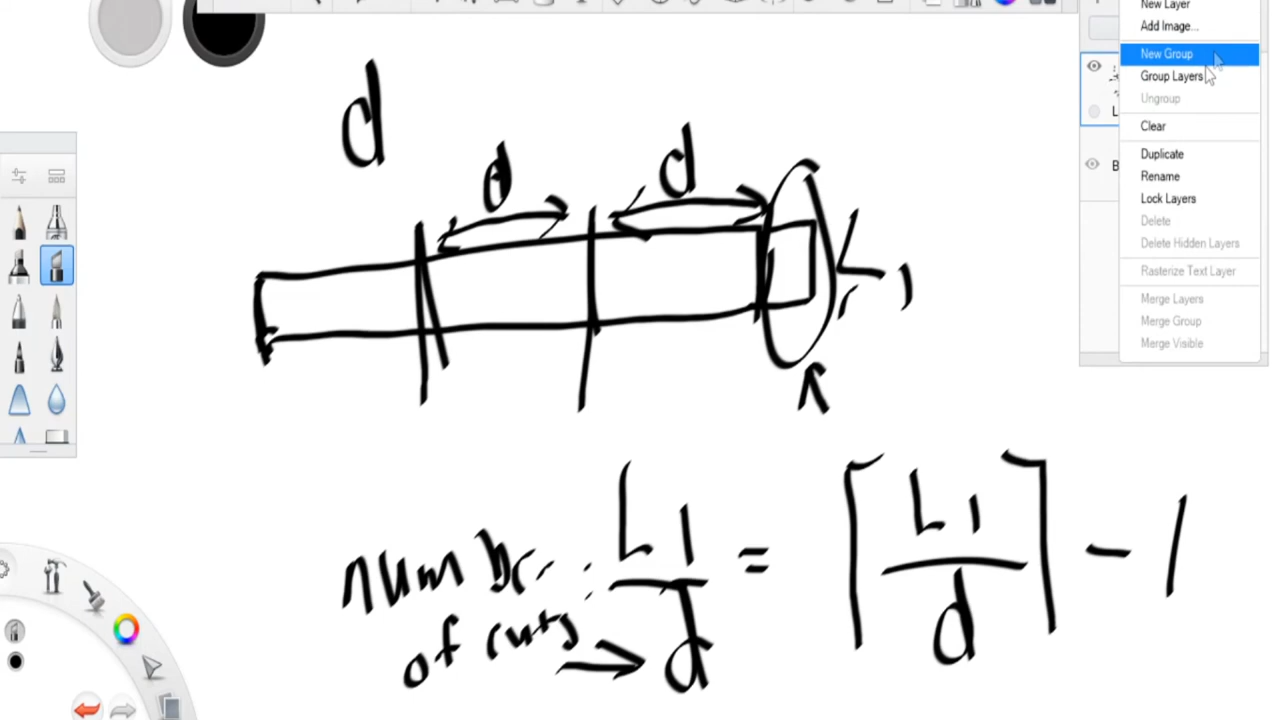 New Layer
Add Image...
New Group
Group Layers
Ungroup
Clear
Duplicate
Rename
Lock Layers
Delete
Delete Hidden Layers
Rasterize Text Layer
Merge Layers
Merge Group
Merge Visible
d
d
d
L1
of cuts
L1
d
=
⌈L1
d⌉ - 1